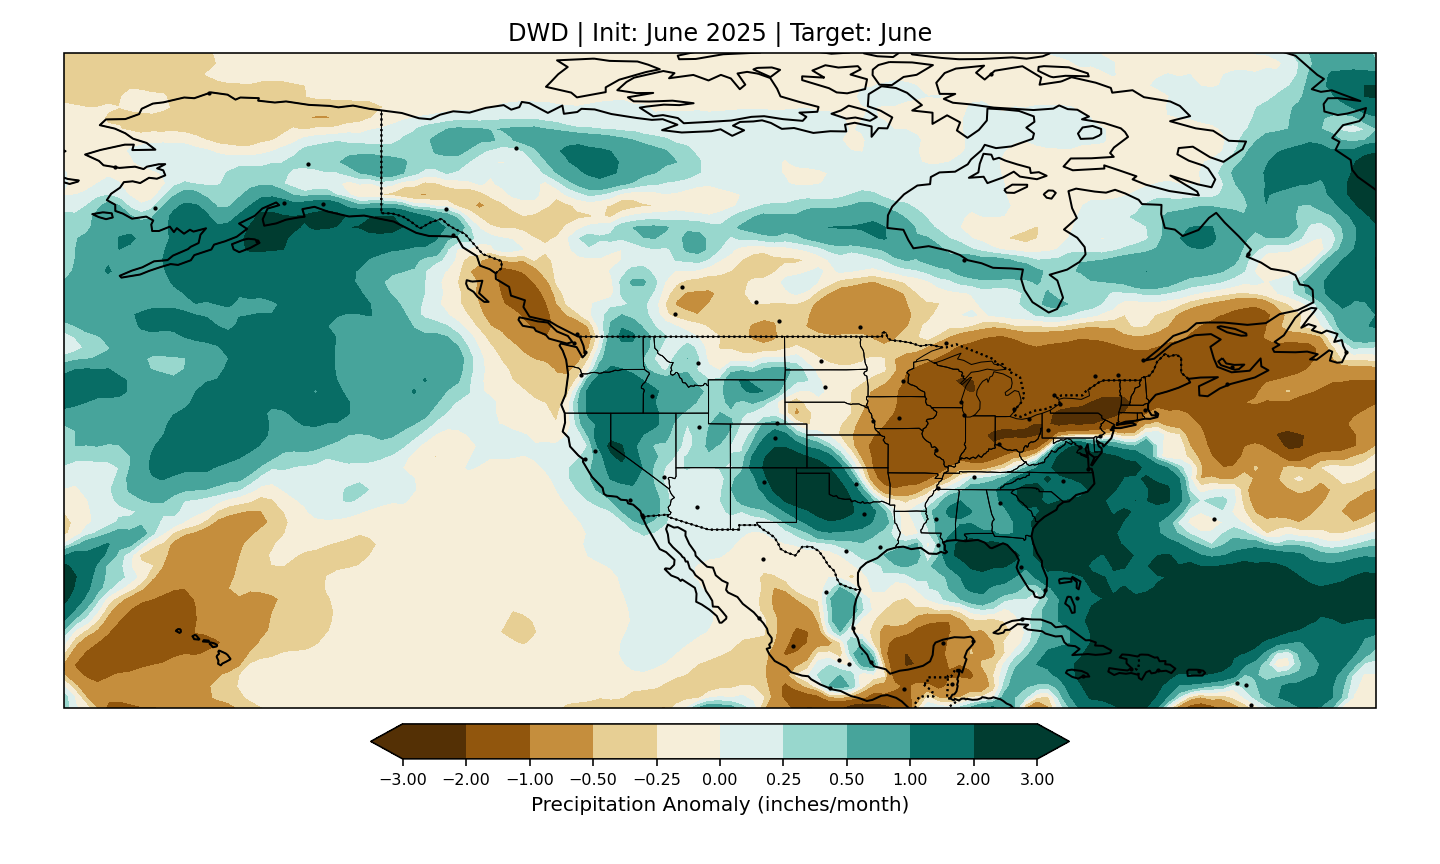 DWD | Init: June 2025 | Target: June
−3.00 −2.00 −1.00 −0.50 −0.25 0.00 0.25 0.50 1.00 2.00 3.00
Precipitation Anomaly (inches/month)